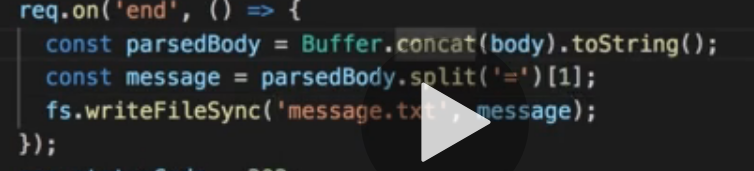 req.on('end', () => {
const parsedBody = Buffer.concat(body).toString();
const message = parsedBody.split('=')[1];
fs.writeFileSync('message.txt', message);
});